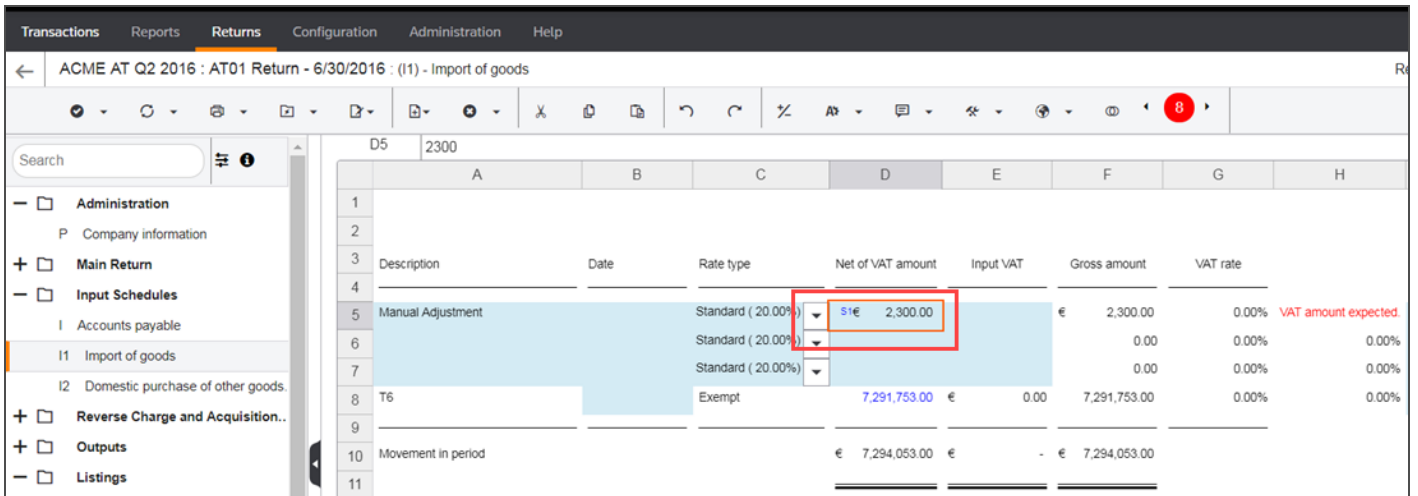 Transactions Reports Returns Configuration Administration Help
ACME AT Q2 2016 : AT01 Return - 6/30/2016 : (I1) - Import of goods Re
8
Search
D5 2300
A B C D E F G H
1
2
3 Description Date Rate type Net of VAT amount Input VAT Gross amount VAT rate
4
5 Manual Adjustment Standard ( 20.00%) S1€ 2,300.00 € 2,300.00 0.00% VAT amount expected.
6 Standard ( 20.00%) 0.00 0.00% 0.00%
7 Standard ( 20.00%) 0.00 0.00% 0.00%
8 T6 Exempt 7,291,753.00 € 0.00 7,291,753.00 0.00% 0.00%
9
10 Movement in period € 7,294,053.00 € - € 7,294,053.00
11
Administration
P Company information
Main Return
Input Schedules
I Accounts payable
I1 Import of goods
I2 Domestic purchase of other goods.
Reverse Charge and Acquisition..
Outputs
Listings